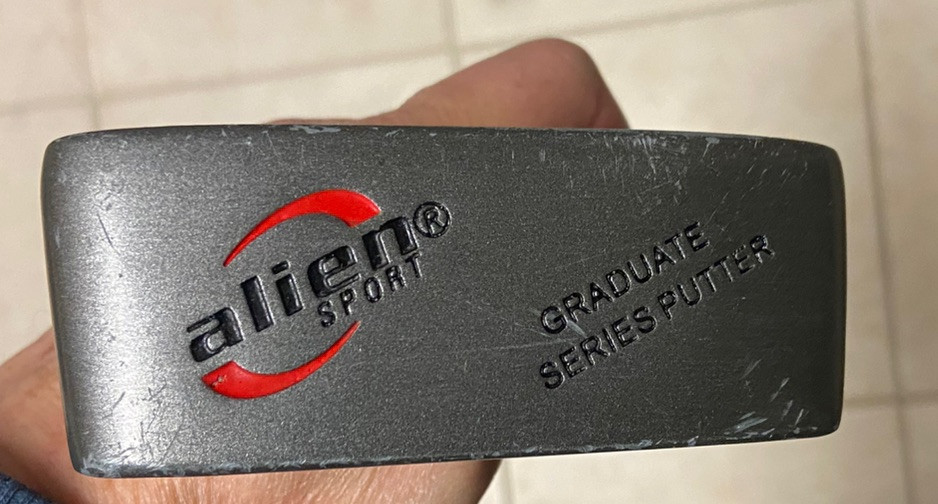 alien®
SPORT
GRADUATE
SERIES PUTTER